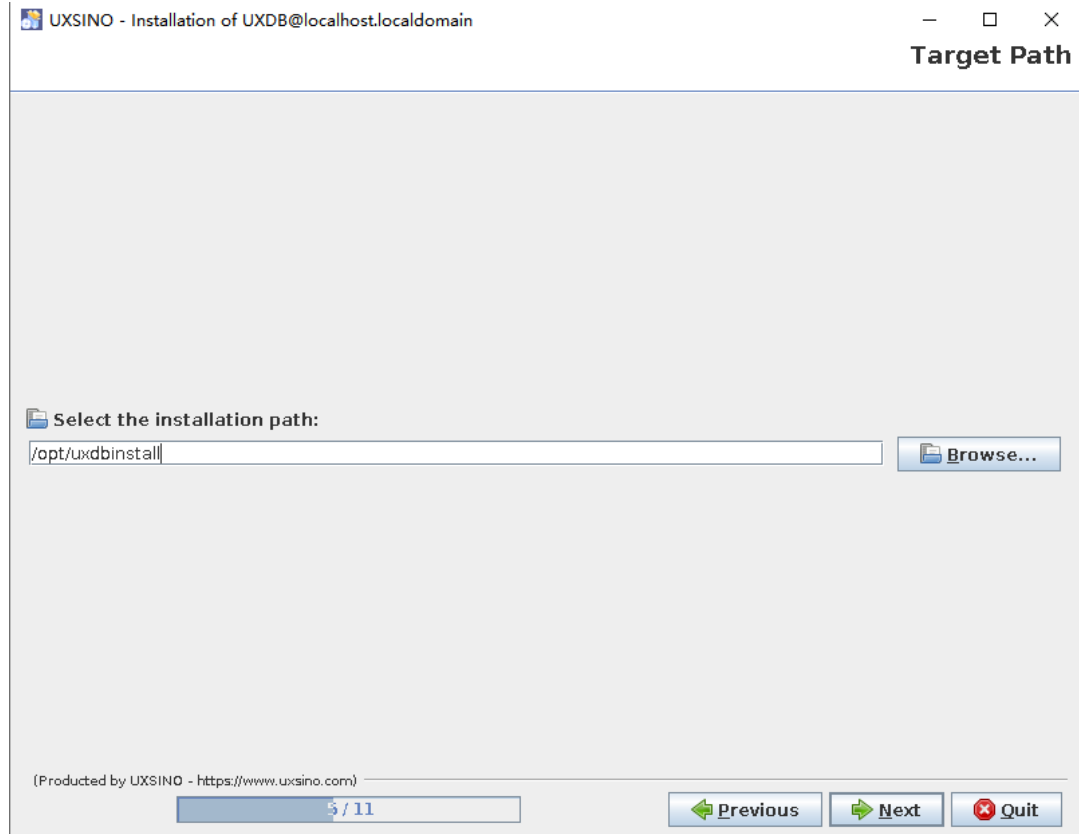 UXSINO - Installation of UXDB@localhost.localdomain
Target Path
Select the installation path:
/opt/uxdbinstall
Browse...
(Producted by UXSINO - https://www.uxsino.com)
5 / 11
Previous
Next
Quit